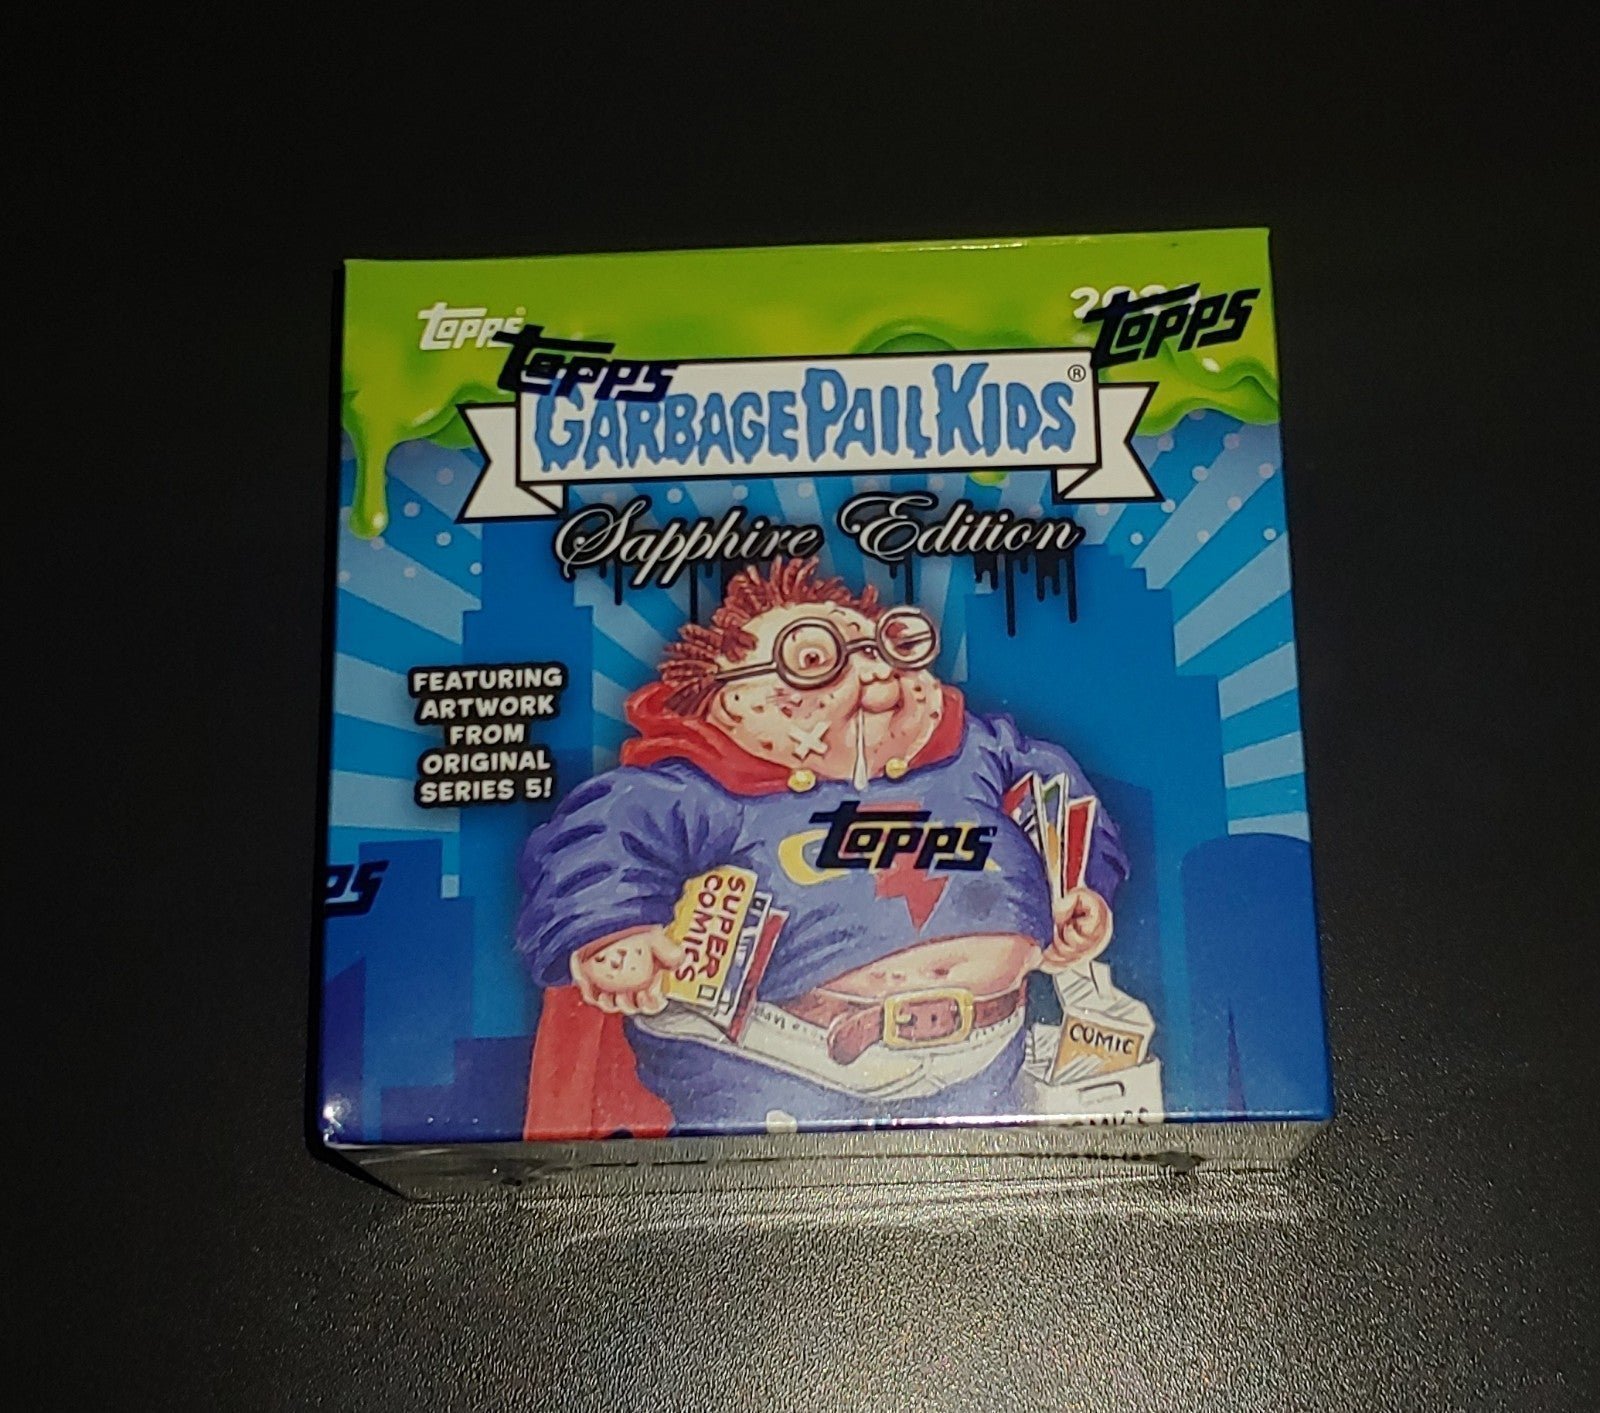 topps
topps
topps
GARBAGE PAIL KIDS®
Sapphire Edition
FEATURING
ARTWORK
FROM
ORIGINAL
SERIES 5!
topps
SUPER
COMICS
COMIC